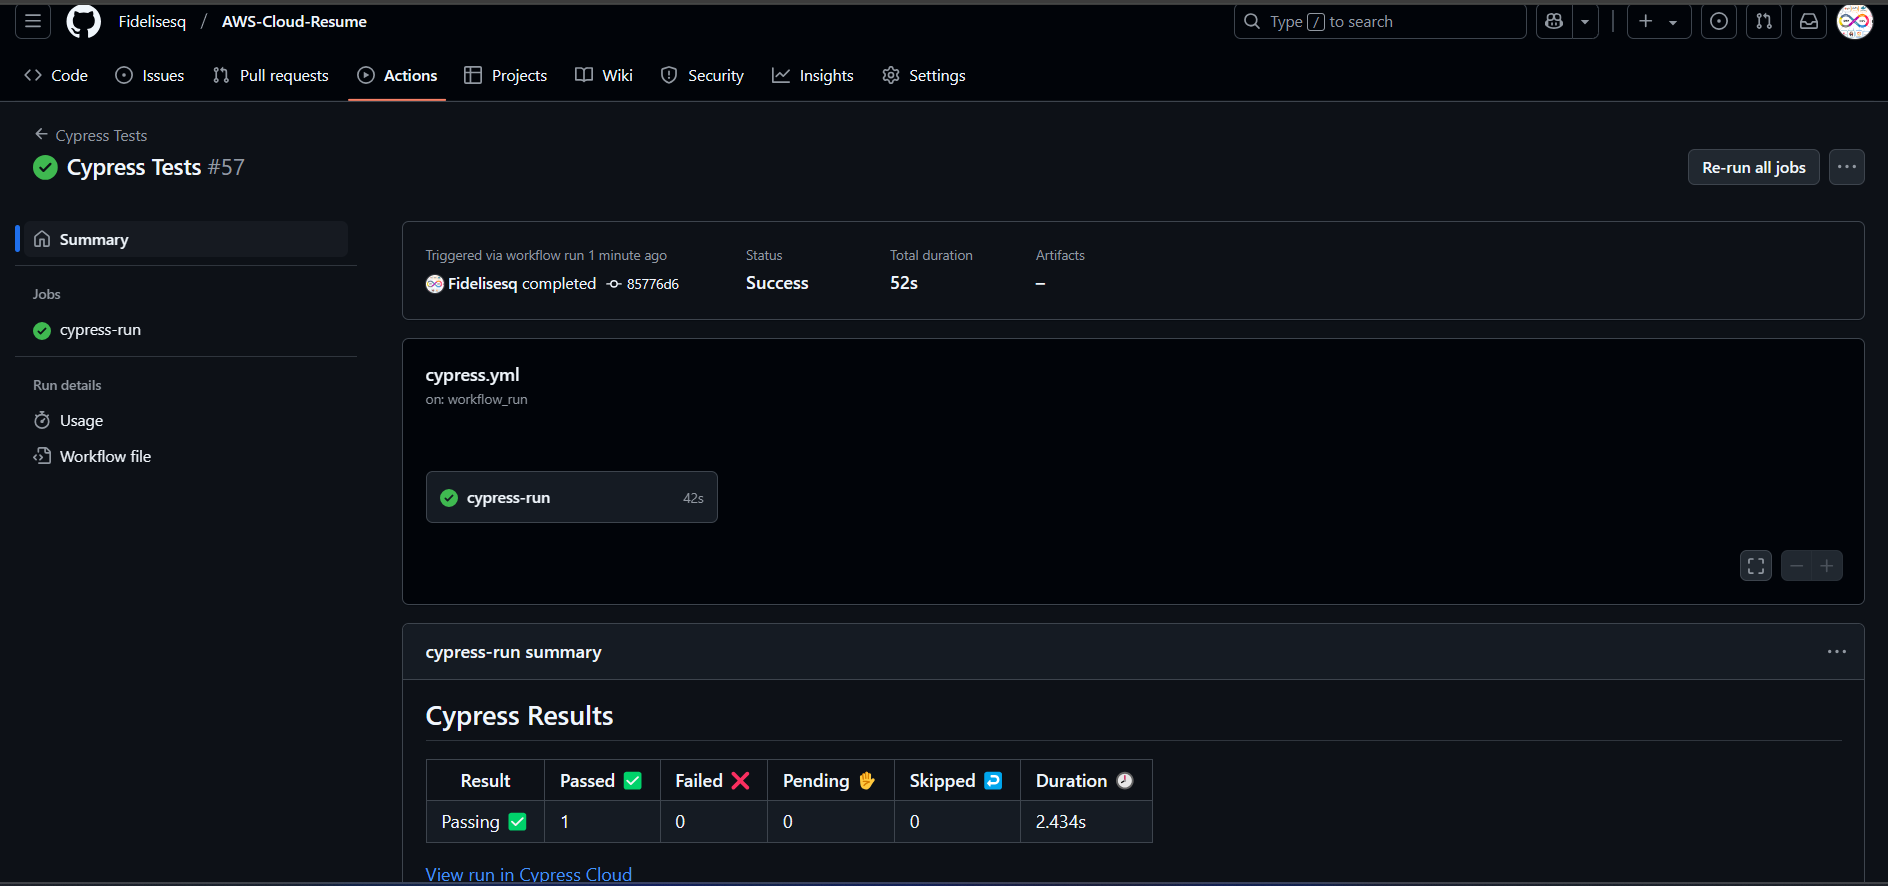 Fidelisesq / AWS-Cloud-Resume
Type / to search
Code Issues Pull requests Actions Projects Wiki Security Insights Settings
Cypress Tests
Cypress Tests #57
Re-run all jobs
Summary
Jobs
cypress-run
Run details
Usage
Workflow file
Triggered via workflow run 1 minute ago
Fidelisesq completed 85776d6
Status
Success
Total duration
52s
Artifacts
–
cypress.yml
on: workflow_run
cypress-run 42s
cypress-run summary
Cypress Results
Result Passed ✅ Failed ❌ Pending ✋ Skipped ↩️ Duration 🕗
Passing ✅ 1 0 0 0 2.434s
View run in Cypress Cloud